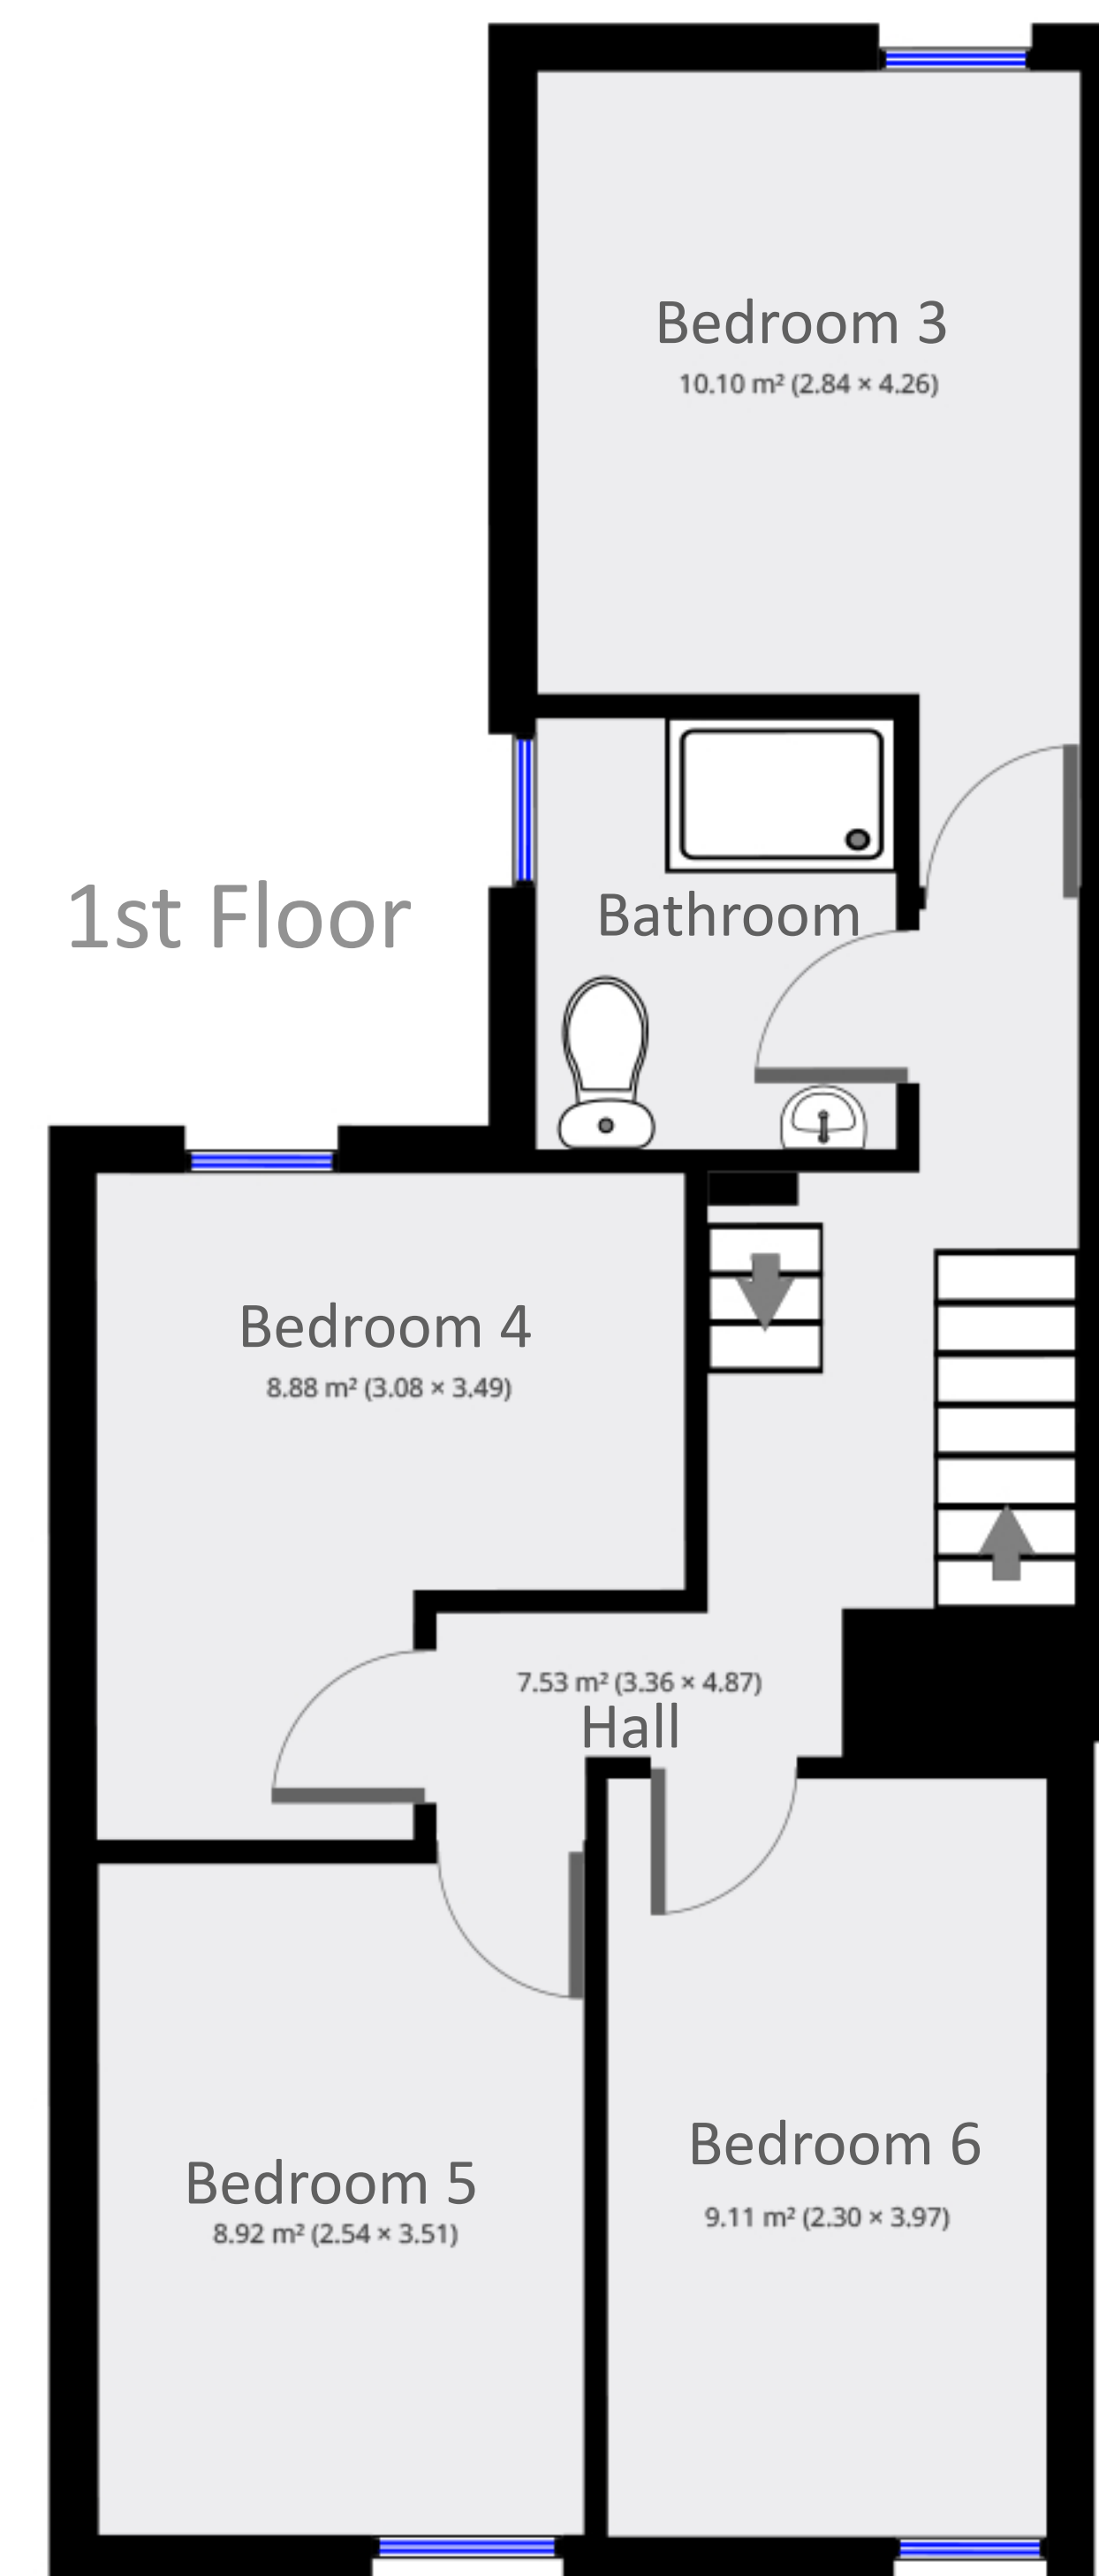 Bedroom 3
10.10 m² (2.84 × 4.26)
1st Floor
Bathroom
Bedroom 4
8.88 m² (3.08 × 3.49)
7.53 m² (3.36 × 4.87)
Hall
Bedroom 6
9.11 m² (2.30 × 3.97)
Bedroom 5
8.92 m² (2.54 × 3.51)